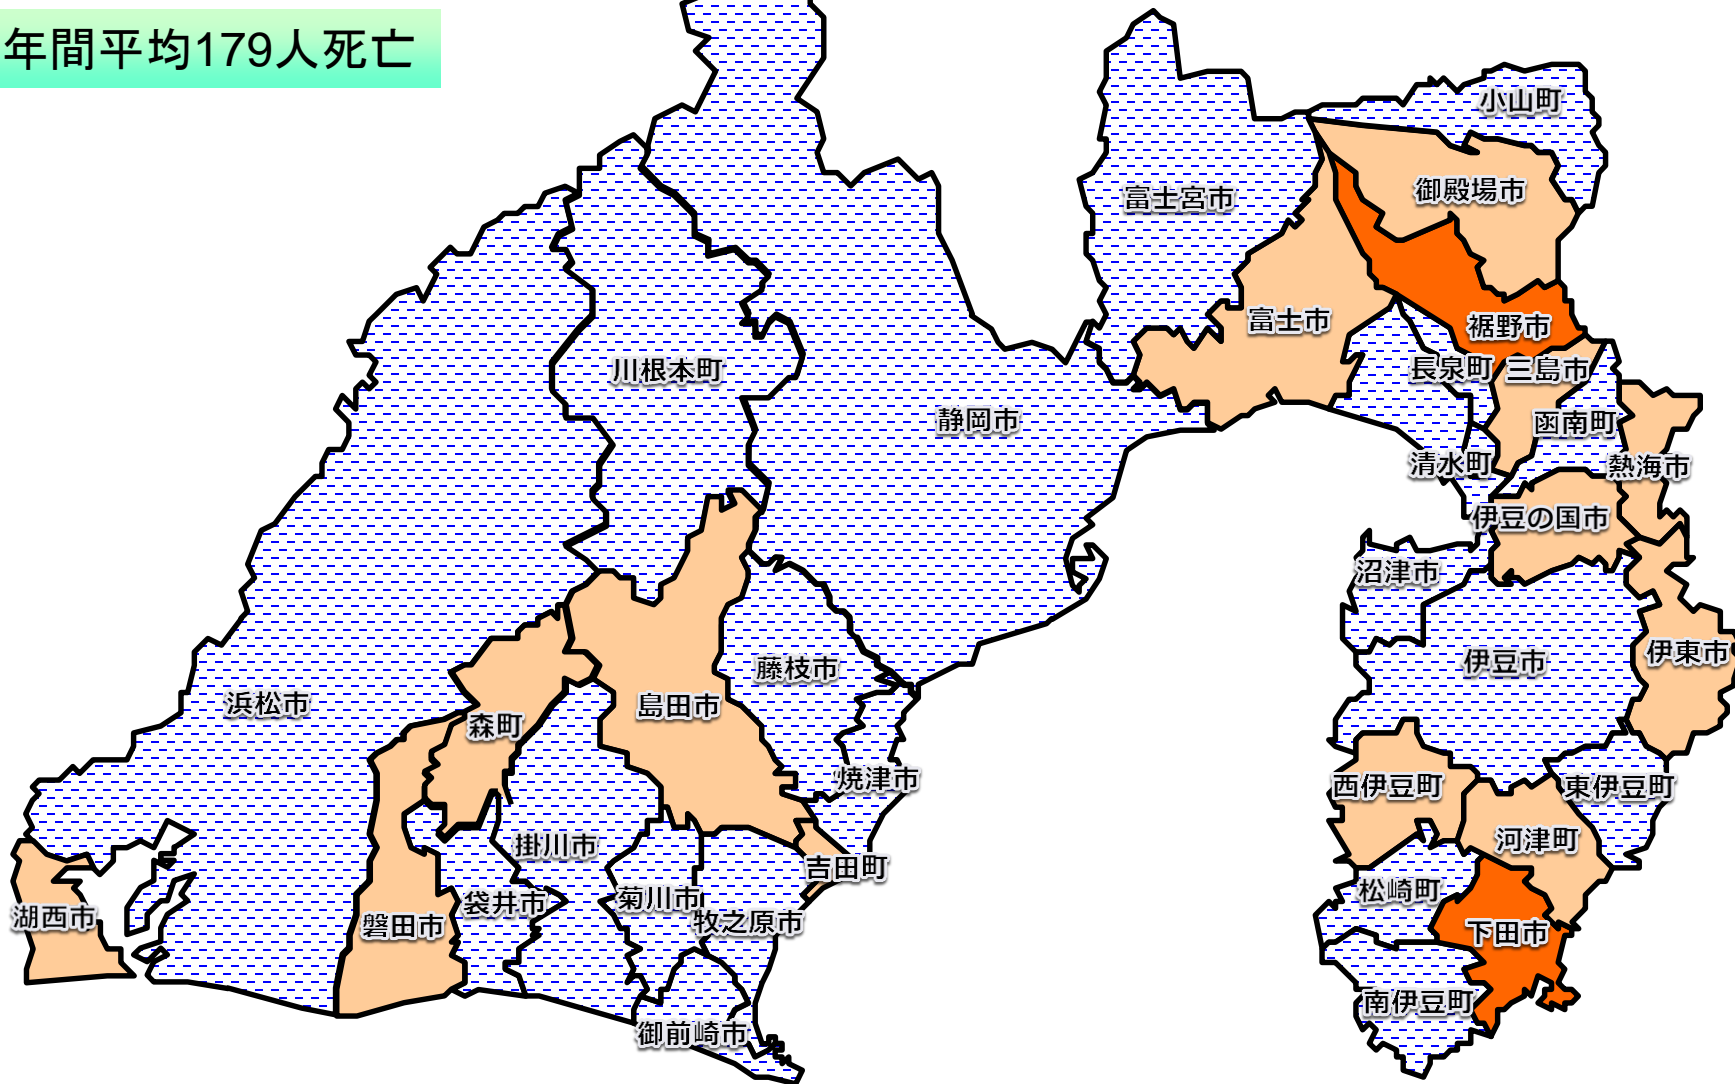 年間平均179人死亡
小山町
御殿場市
富士宮市
富士市
裾野市
長泉町
三島市
川根本町
静岡市
函南町
清水町
熱海市
伊豆の国市
沼津市
伊豆市
伊東市
藤枝市
浜松市
島田市
森町
焼津市
西伊豆町
東伊豆町
掛川市
河津町
吉田町
松崎町
湖西市
磐田市
袋井市
菊川市
牧之原市
下田市
南伊豆町
御前崎市